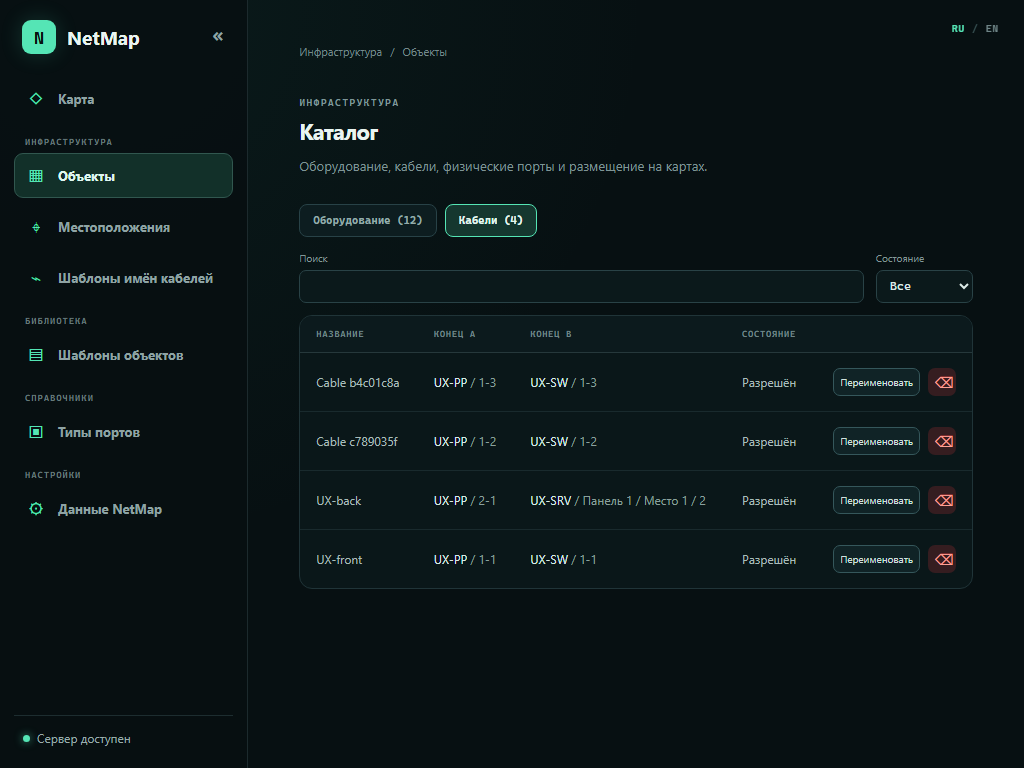 N NetMap «
Карта
ИНФРАСТРУКТУРА
Объекты
Местоположения
Шаблоны имён кабелей
БИБЛИОТЕКА
Шаблоны объектов
СПРАВОЧНИКИ
Типы портов
НАСТРОЙКИ
Данные NetMap
Сервер доступен
RU / EN
Инфраструктура / Объекты
ИНФРАСТРУКТУРА
Каталог
Оборудование, кабели, физические порты и размещение на картах.
Оборудование (12) Кабели (4)
Поиск Состояние
Все
НАЗВАНИЕ КОНЕЦ A КОНЕЦ B СОСТОЯНИЕ
Cable b4c01c8a UX-PP / 1-3 UX-SW / 1-3 Разрешён Переименовать
Cable c789035f UX-PP / 1-2 UX-SW / 1-2 Разрешён Переименовать
UX-back UX-PP / 2-1 UX-SRV / Панель 1 / Место 1 / 2 Разрешён Переименовать
UX-front UX-PP / 1-1 UX-SW / 1-1 Разрешён Переименовать